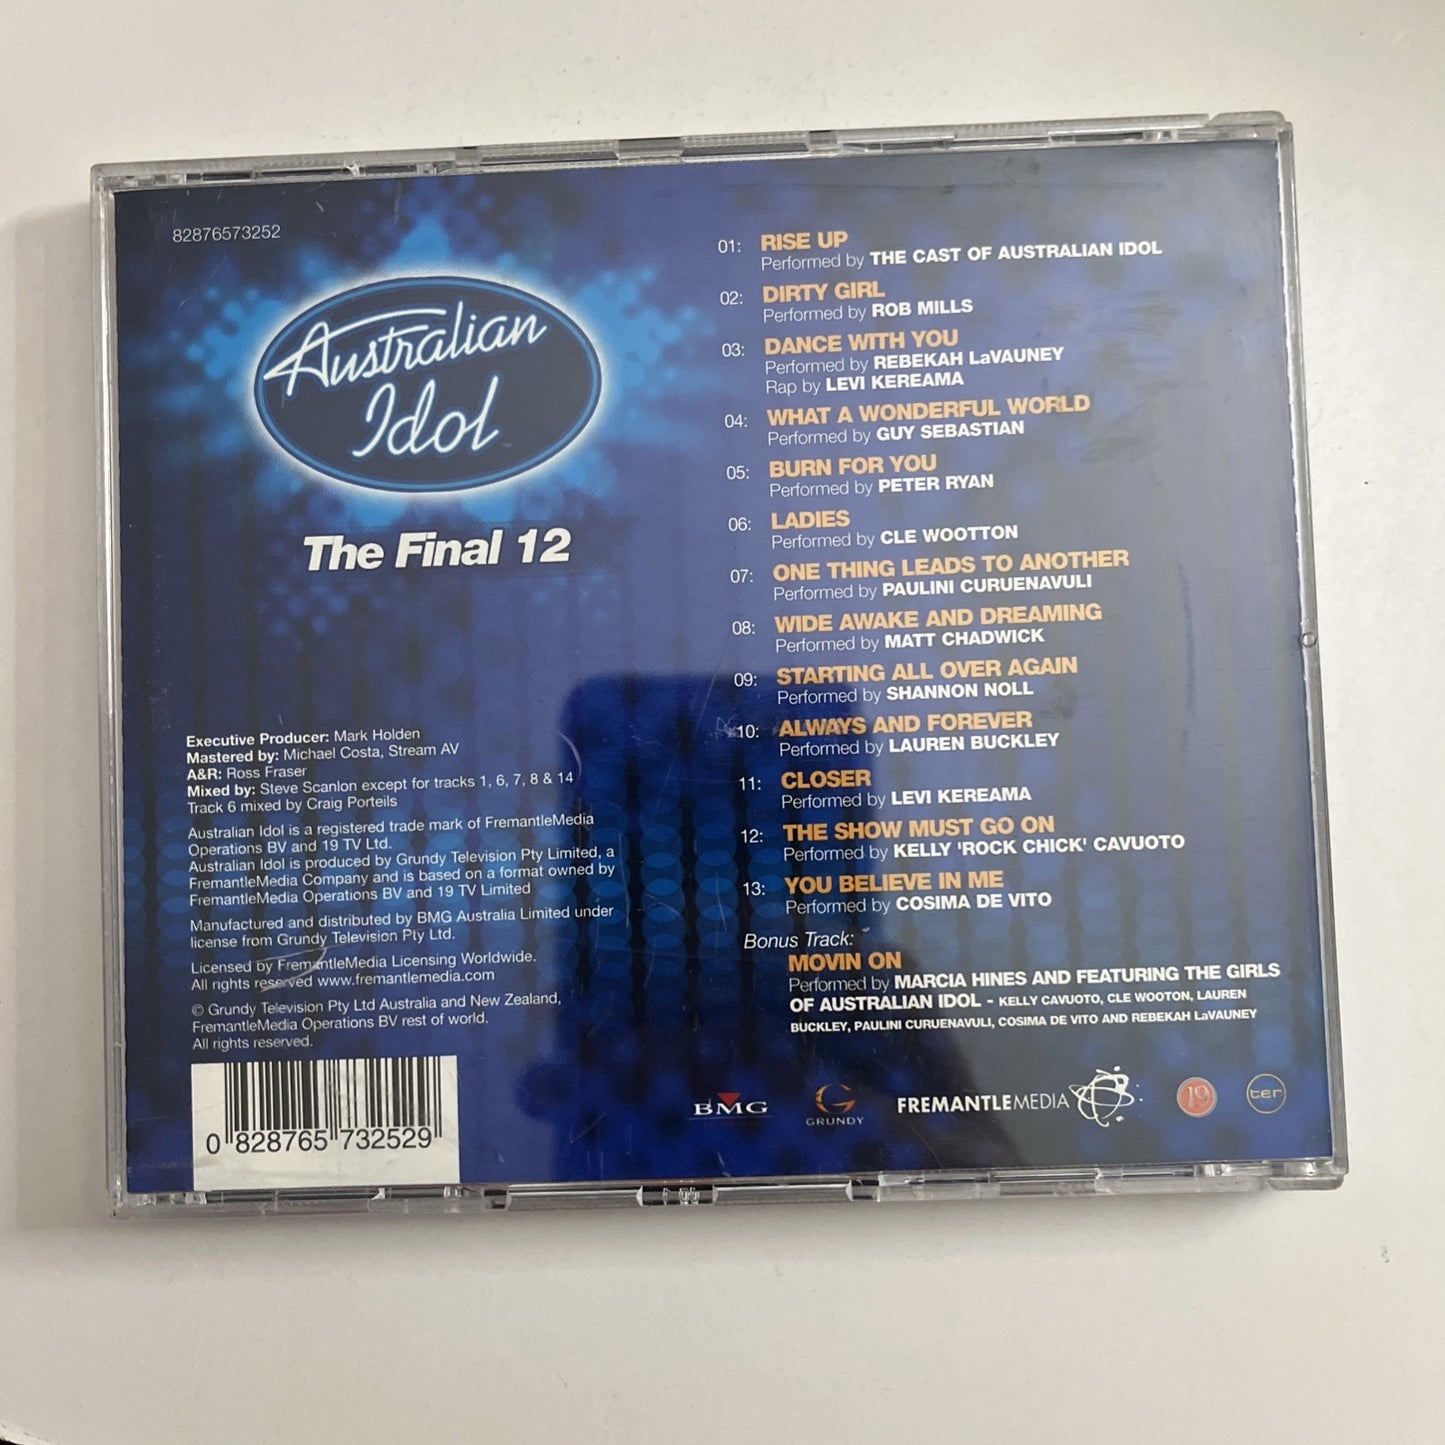 82876573252
Australian
Idol
The Final 12
01: RISE UP
Performed by THE CAST OF AUSTRALIAN IDOL
02: DIRTY GIRL
Performed by ROB MILLS
03: DANCE WITH YOU
Performed by REBEKAH LaVAUNEY
Rap by LEVI KEREAMA
04: WHAT A WONDERFUL WORLD
Performed by GUY SEBASTIAN
05: BURN FOR YOU
Performed by PETER RYAN
06: LADIES
Performed by CLE WOOTTON
07: ONE THING LEADS TO ANOTHER
Performed by PAULINI CURUENAVULI
08: WIDE AWAKE AND DREAMING
Performed by MATT CHADWICK
09: STARTING ALL OVER AGAIN
Performed by SHANNON NOLL
10: ALWAYS AND FOREVER
Performed by LAUREN BUCKLEY
11: CLOSER
Performed by LEVI KEREAMA
12: THE SHOW MUST GO ON
Performed by KELLY 'ROCK CHICK' CAVUOTO
13: YOU BELIEVE IN ME
Performed by COSIMA DE VITO
Bonus Track:
MOVIN ON
Performed by MARCIA HINES AND FEATURING THE GIRLS
OF AUSTRALIAN IDOL - KELLY CAVUOTO, CLE WOOTON, LAUREN
BUCKLEY, PAULINI CURUENAVULI, COSIMA DE VITO AND REBEKAH LaVAUNEY
Executive Producer: Mark Holden
Mastered by: Michael Costa, Stream AV
A&R: Ross Fraser
Mixed by: Steve Scanlon except for tracks 1, 6, 7, 8 & 14
Track 6 mixed by Craig Porteils
Australian Idol is a registered trade mark of FremantleMedia
Operations BV and 19 TV Ltd.
Australian Idol is produced by Grundy Television Pty Limited, a
FremantleMedia Company and is based on a format owned by
FremantleMedia Operations BV and 19 TV Limited
Manufactured and distributed by BMG Australia Limited under
license from Grundy Television Pty Ltd.
Licensed by FremantleMedia Licensing Worldwide.
All rights reserved www.fremantlemedia.com
© Grundy Television Pty Ltd Australia and New Zealand,
FremantleMedia Operations BV rest of world.
All rights reserved.
0 828765 732529
BMG
GRUNDY
FREMANTLEMEDIA
19
ten